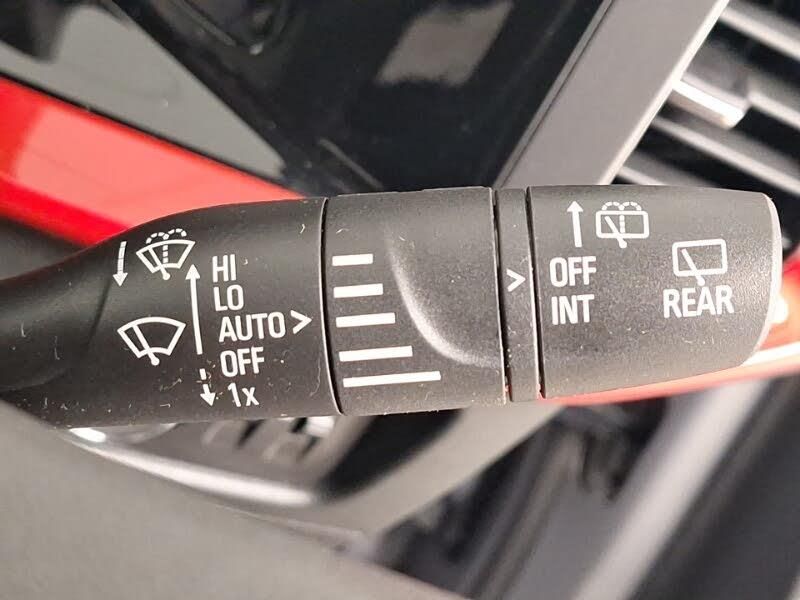 HI
LO
AUTO >
OFF
1x
>
OFF
INT
REAR